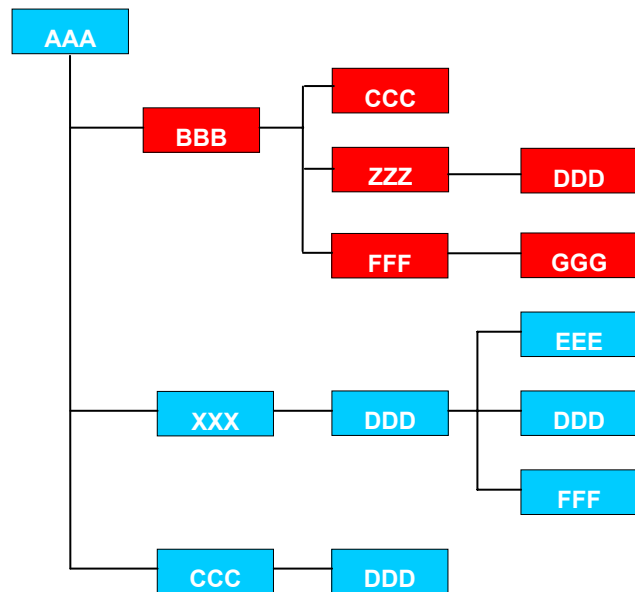 AAA
CCC
BBB
ZZZ DDD
FFF GGG
EEE
XXX DDD DDD
FFF
CCC DDD